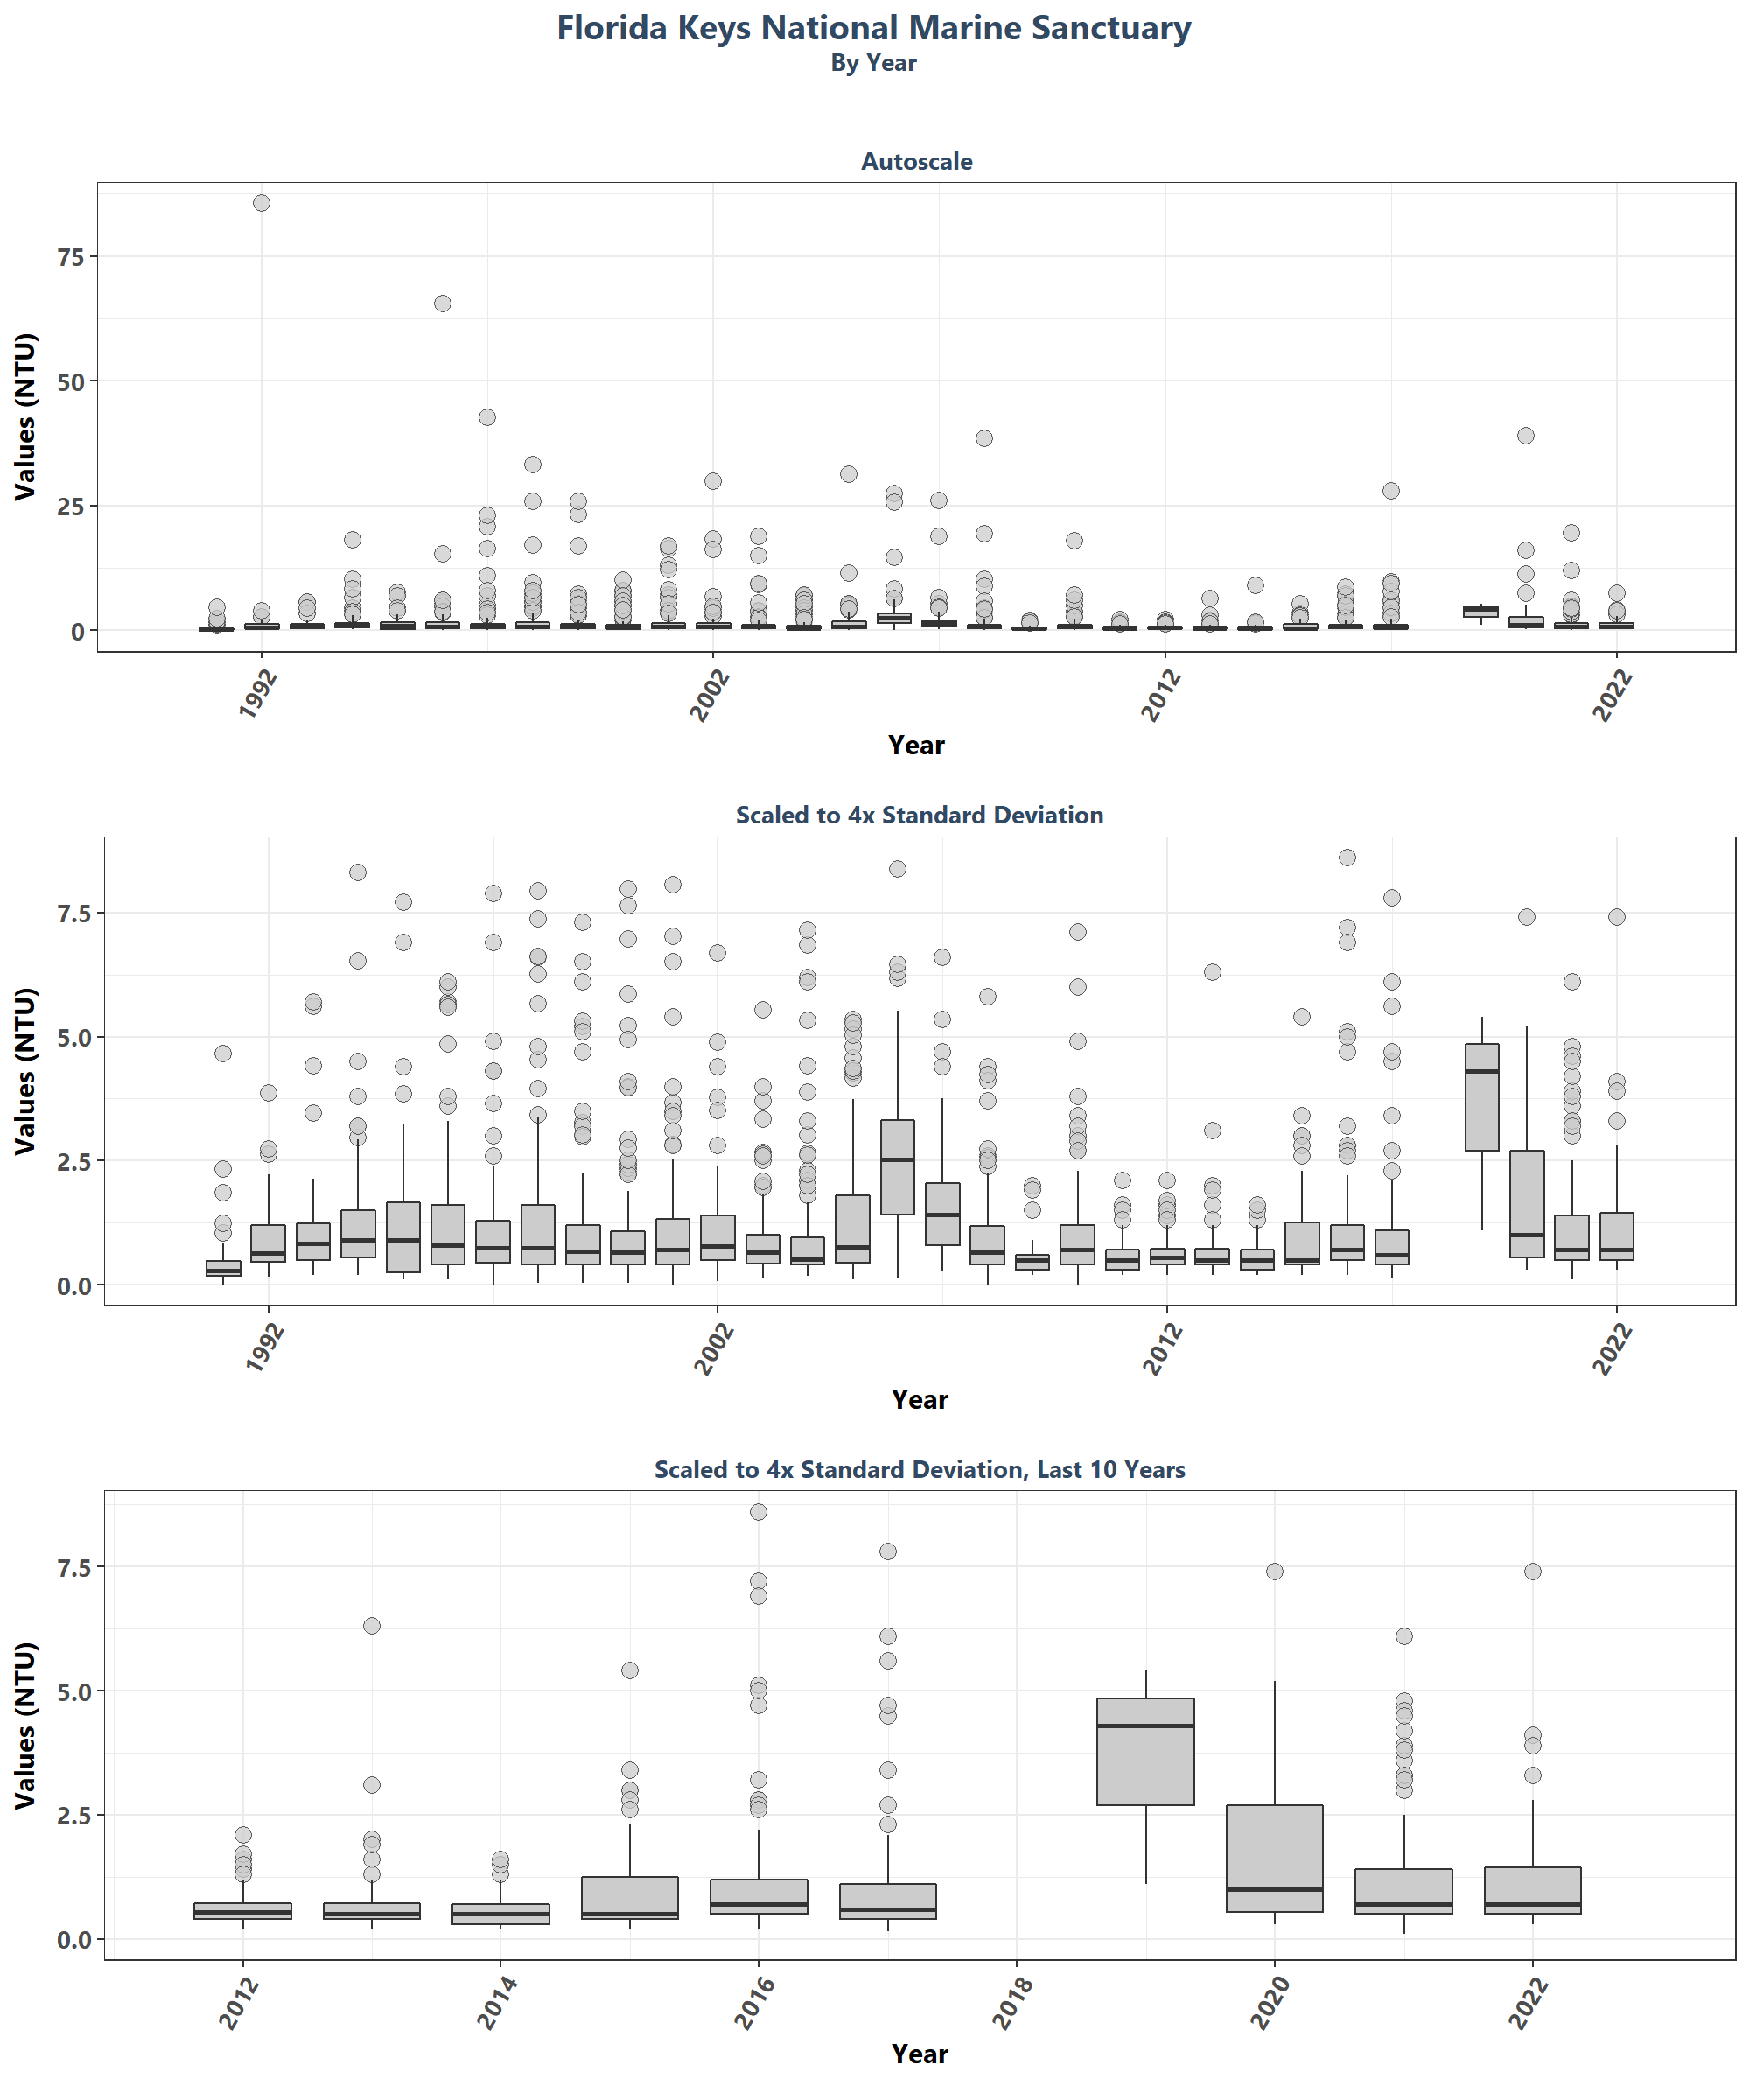 Florida Keys National Marine Sanctuary
By Year
Autoscale
Values (NTU)
75
50
25
0
1992
2002
2012
2022
Year
Scaled to 4x Standard Deviation
Values (NTU)
7.5
5.0
2.5
0.0
1992
2002
2012
2022
Year
Scaled to 4x Standard Deviation, Last 10 Years
Values (NTU)
7.5
5.0
2.5
0.0
2012
2014
2016
2018
2020
2022
Year